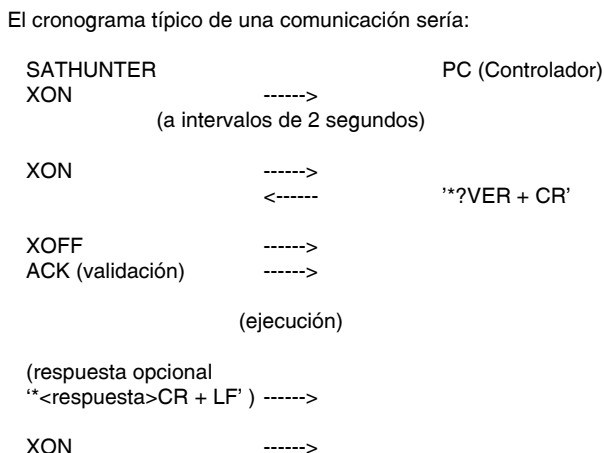 El cronograma típico de una comunicación sería:
SATHUNTER PC (Controlador)
XON ------>
(a intervalos de 2 segundos)
XON ------>
<------ '*?VER + CR'
XOFF ------>
ACK (validación) ------>
(ejecución)
(respuesta opcional
‘*<respuesta>CR + LF’ ) ------>
XON ------>